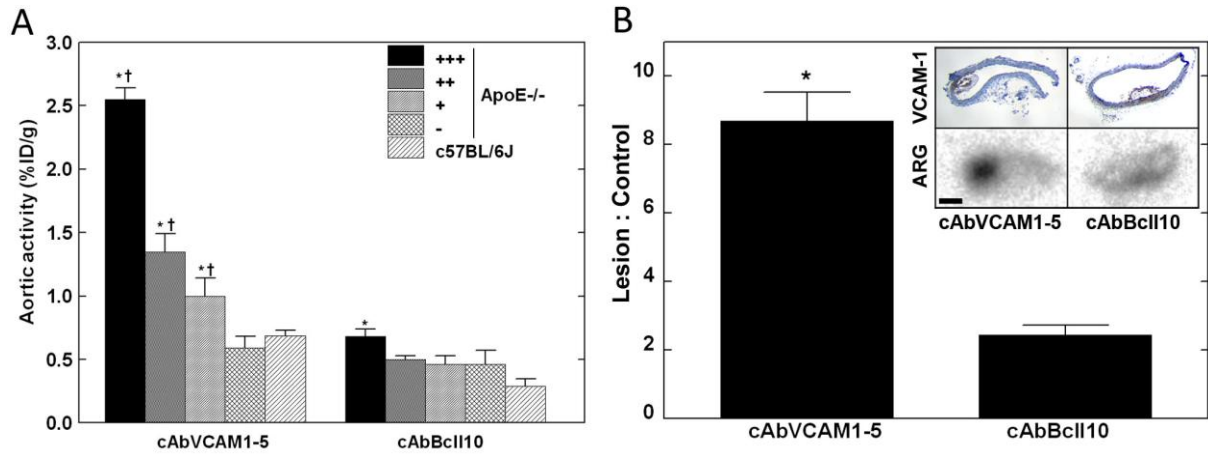 A
3.0
2.5
2.0
1.5
1.0
0.5
0.0
Aortic activity (%ID/g)
*†
*†
*†
*
+++
++
+
-
ApoE-/-
c57BL/6J
cAbVCAM1-5
cAbBcII10
B
10
8
6
4
2
0
Lesion : Control
*
VCAM-1
ARG
cAbVCAM1-5
cAbBcII10
cAbVCAM1-5
cAbBcII10